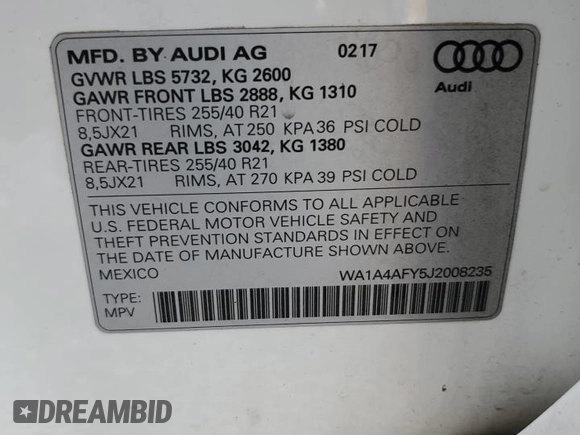 MFD. BY AUDI AG 0217
GVWR LBS 5732, KG 2600
GAWR FRONT LBS 2888, KG 1310
FRONT-TIRES 255/40 R21
8,5JX21 RIMS, AT 250 KPA 36 PSI COLD
GAWR REAR LBS 3042, KG 1380
REAR-TIRES 255/40 R21
8,5JX21 RIMS, AT 270 KPA 39 PSI COLD
Audi
THIS VEHICLE CONFORMS TO ALL APPLICABLE
U.S. FEDERAL MOTOR VEHICLE SAFETY AND
THEFT PREVENTION STANDARDS IN EFFECT ON
THE DATE OF MANUFACTURE SHOWN ABOVE.
MEXICO WA1A4AFY5J2008235
TYPE:
MPV
DREAMBID